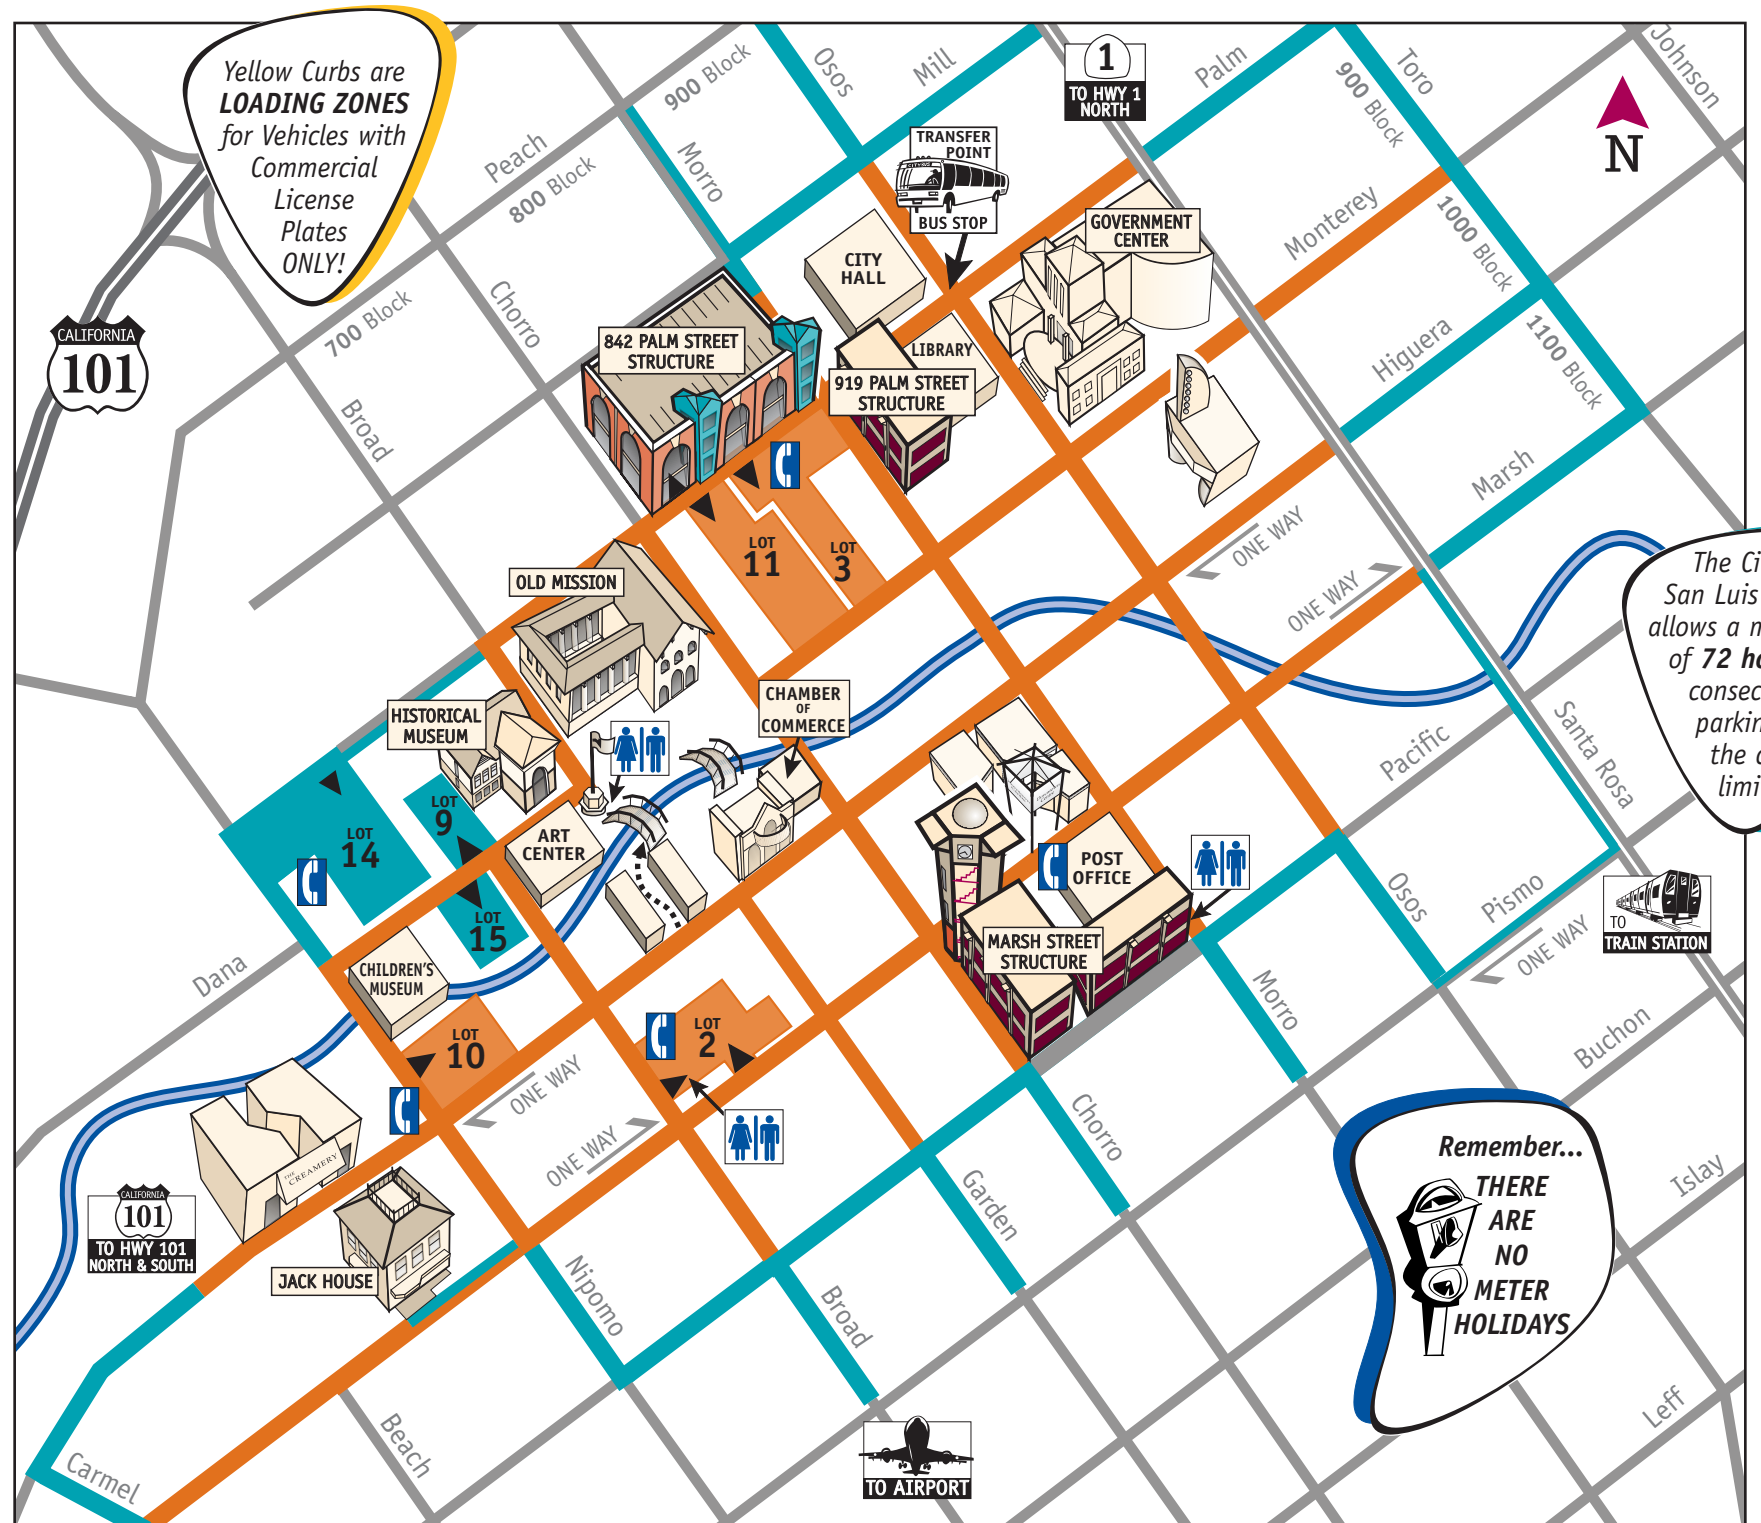 Yellow Curbs are
LOADING ZONES
for Vehicles with
Commercial
License
Plates
ONLY!
CALIFORNIA
101
Peach
900 Block
800 Block
700 Block
Osos
Mill
Morro
Chorro
Broad
1
TO HWY 1
NORTH
Palm
900 Block
Toro
Johnson
N
Monterey
1000 Block
Higuera
1100 Block
Marsh
TRANSFER
POINT
BUS STOP
GOVERNMENT
CENTER
CITY
HALL
LIBRARY
842 PALM STREET
STRUCTURE
919 PALM STREET
STRUCTURE
LOT
11
LOT
3
OLD MISSION
HISTORICAL
MUSEUM
CHAMBER
OF
COMMERCE
ONE WAY
ONE WAY
The Ci
San Luis
allows a m
of 72 ho
consec
parkin
the c
limi
LOT
9
LOT
14
LOT
15
ART
CENTER
CHILDREN'S
MUSEUM
LOT
10
LOT
2
POST
OFFICE
MARSH STREET
STRUCTURE
Pacific
Santa Rosa
Osos
Pismo
ONE WAY
TO
TRAIN STATION
Dana
Morro
Buchon
ONE WAY
ONE WAY
Chorro
Garden
Islay
THE
CREAMERY
CALIFORNIA
101
TO HWY 101
NORTH & SOUTH
JACK HOUSE
Nipomo
Broad
Beach
Carmel
TO AIRPORT
Leff
Remember...
THERE
ARE
NO
METER
HOLIDAYS